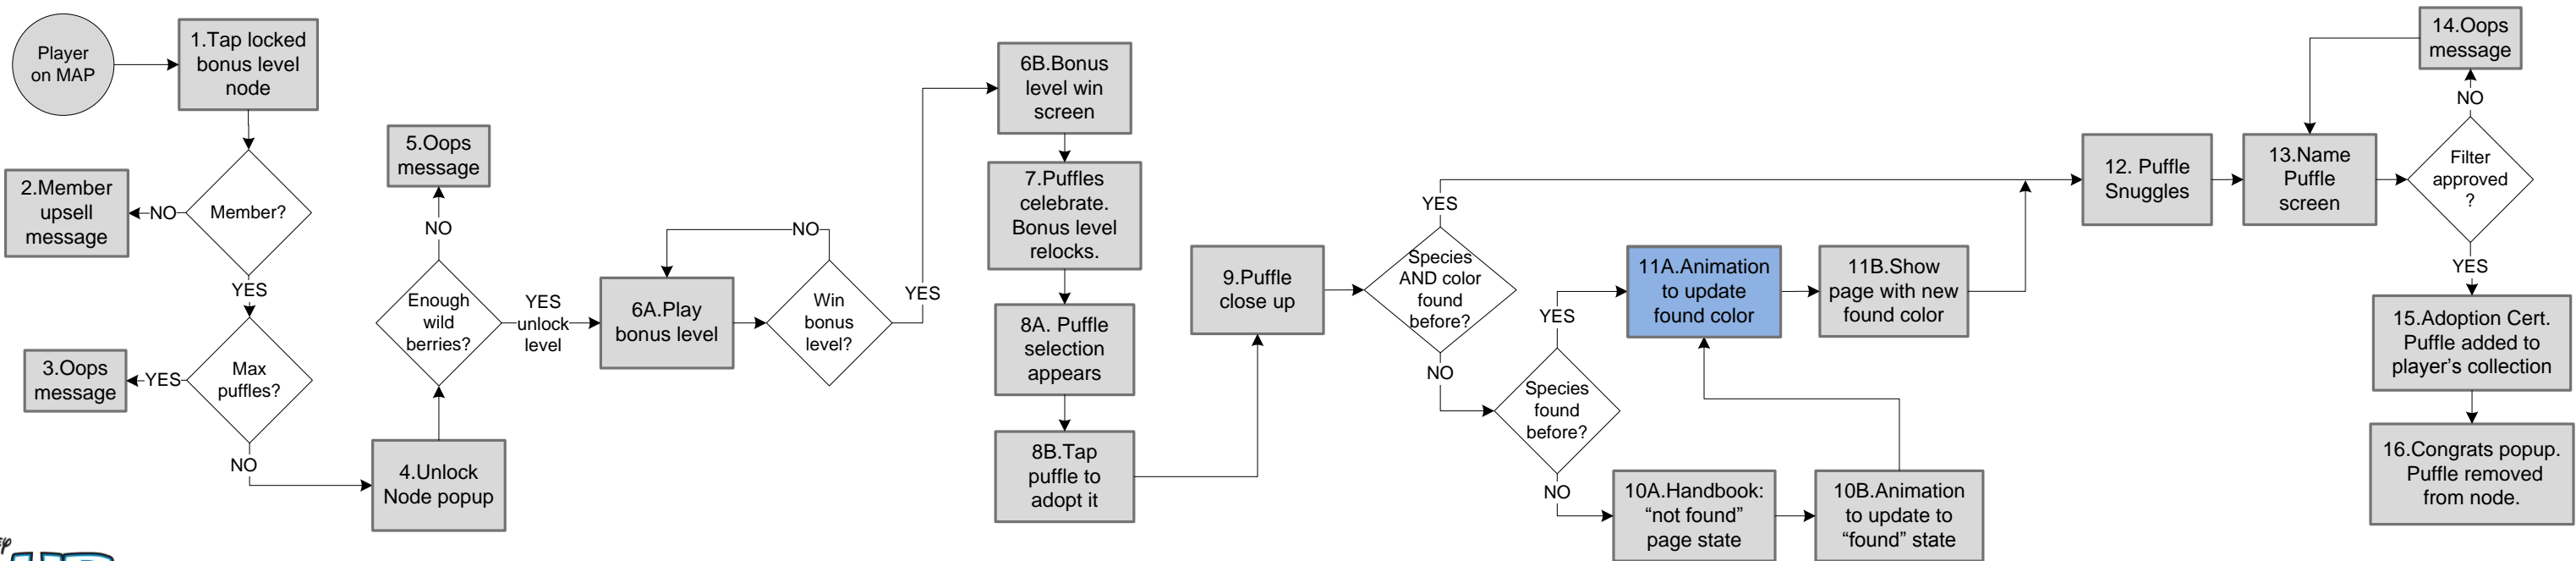 Player
on MAP
1.Tap locked
bonus level
node
Member?
NO
2.Member
upsell
message
YES
Max
puffles?
YES
3.Oops
message
NO
4.Unlock
Node popup
Enough
wild
berries?
NO
5.Oops
message
YES
unlock
level
6A.Play
bonus level
Win
bonus
level?
NO
YES
6B.Bonus
level win
screen
7.Puffles
celebrate.
Bonus level
relocks.
8A. Puffle
selection
appears
8B.Tap
puffle to
adopt it
9.Puffle
close up
Species
AND color
found
before?
YES
NO
Species
found
before?
YES
NO
10A.Handbook:
“not found”
page state
10B.Animation
to update to
“found” state
11A.Animation
to update
found color
11B.Show
page with new
found color
12. Puffle
Snuggles
13.Name
Puffle
screen
Filter
approved
?
NO
14.Oops
message
YES
15.Adoption Cert.
Puffle added to
player’s collection
16.Congrats popup.
Puffle removed
from node.